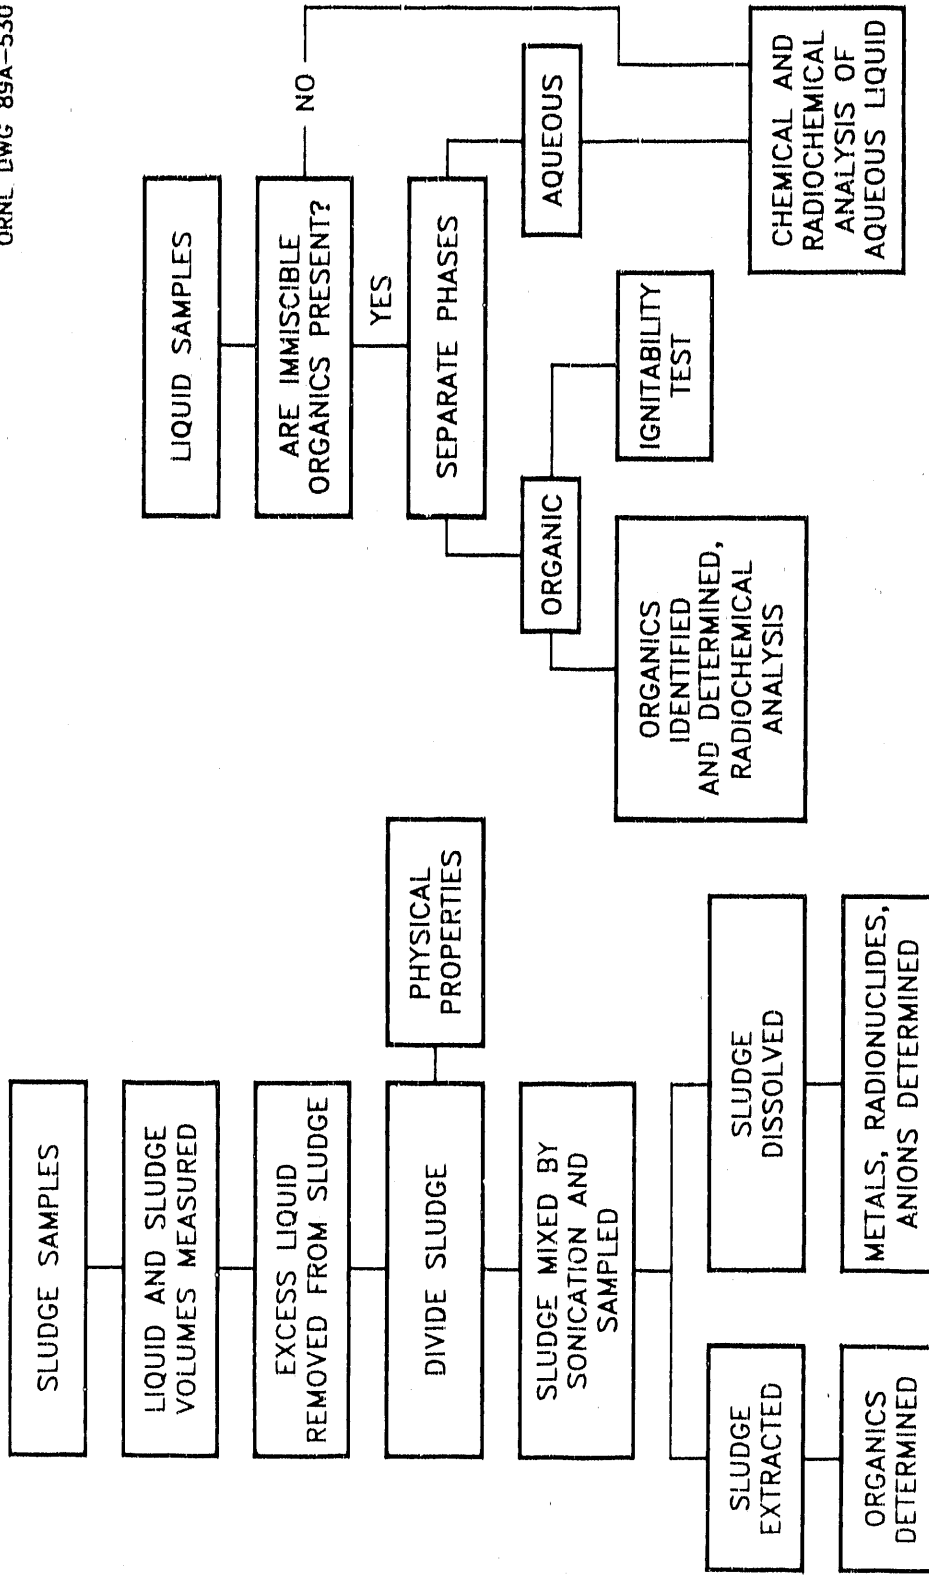 ORNL DWG 89A-530
SLUDGE SAMPLES
LIQUID AND SLUDGE
VOLUMES MEASURED
EXCESS LIQUID
REMOVED FROM SLUDGE
DIVIDE SLUDGE
PHYSICAL
PROPERTIES
SLUDGE MIXED BY
SONICATION AND
SAMPLED
SLUDGE
EXTRACTED
SLUDGE
DISSOLVED
ORGANICS
DETERMINED
METALS, RADIONUCLIDES,
ANIONS DETERMINED
LIQUID SAMPLES
ARE IMMISCIBLE
ORGANICS PRESENT?
NO
YES
SEPARATE PHASES
ORGANIC
AQUEOUS
ORGANICS
IDENTIFIED
AND DETERMINED,
RADIOCHEMICAL
ANALYSIS
IGNITABILITY
TEST
CHEMICAL AND
RADIOCHEMICAL
ANALYSIS OF
AQUEOUS LIQUID